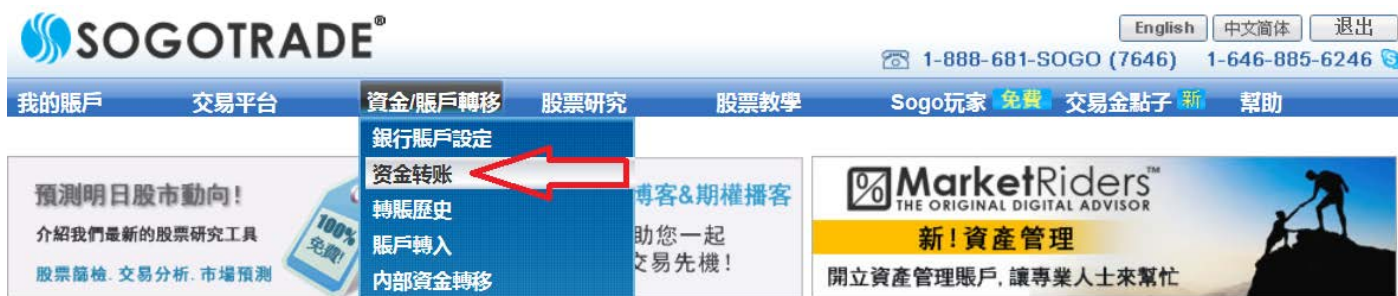 SOGOTRADE®
English 中文简体 退出
1-888-681-SOGO (7646) 1-646-885-6246
我的賬戶 交易平台 資金/賬戶轉移 股票研究 股票教學 Sogo玩家 免費 交易金點子 新 幫助
銀行賬戶設定
资金转账
轉賬歷史
賬戶轉入
内部資金轉移
預測明日股市動向!
介紹我們最新的股票研究工具
股票篩檢. 交易分析. 市場預測
100%
免費!
博客&期權播客
助您一起
交易先機!
MarketRiders™
THE ORIGINAL DIGITAL ADVISOR
新!資產管理
開立資產管理賬戶, 讓專業人士來幫忙